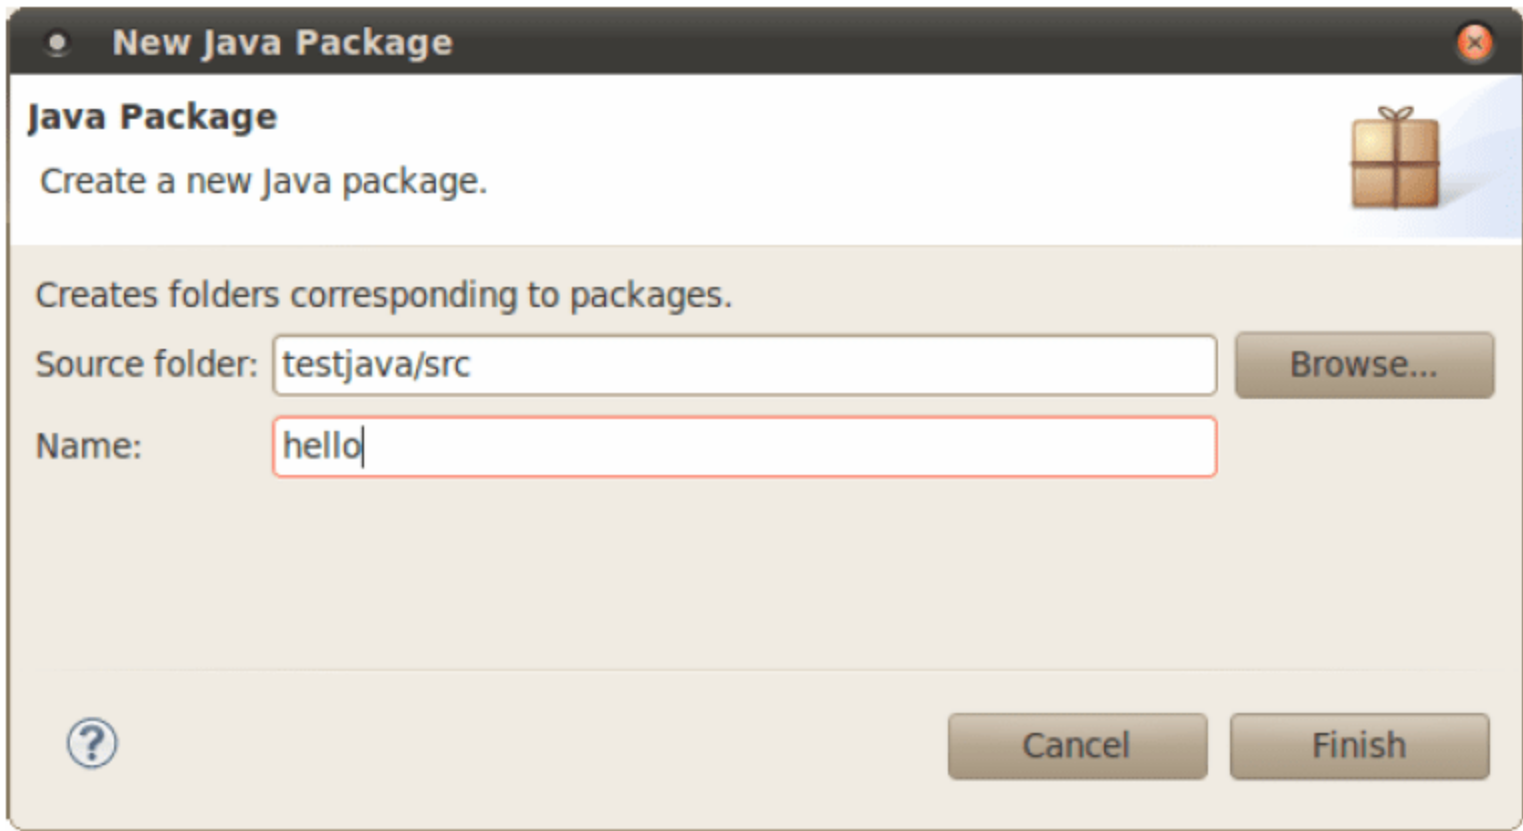 New Java Package
Java Package
Create a new Java package.
Creates folders corresponding to packages.
Source folder: testjava/src Browse...
Name: hello
? Cancel Finish